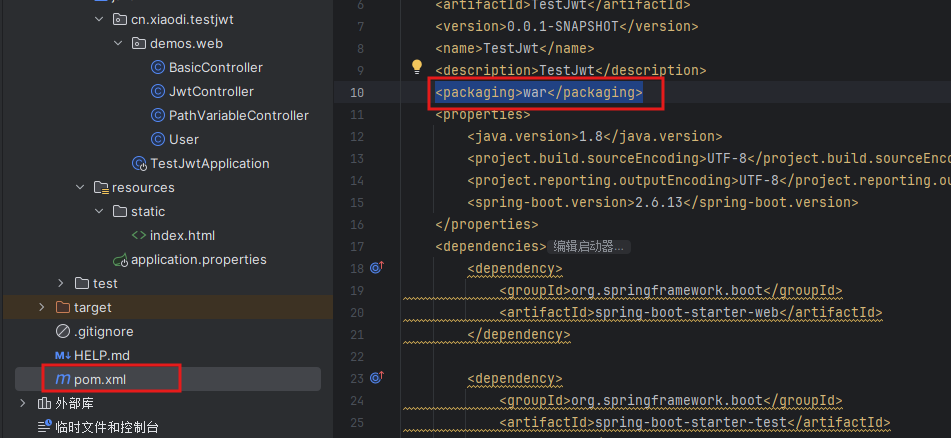 cn.xiaodi.testjwt
demos.web
BasicController
JwtController
PathVariableController
User
TestJwtApplication
resources
static
index.html
application.properties
test
target
.gitignore
HELP.md
pom.xml
外部库
临时文件和控制台
6 <artifactId>TestJwt</artifactId>
7 <version>0.0.1-SNAPSHOT</version>
8 <name>TestJwt</name>
9 <description>TestJwt</description>
10 <packaging>war</packaging>
11 <properties>
12 <java.version>1.8</java.version>
13 <project.build.sourceEncoding>UTF-8</project.build.sourceEnco
14 <project.reporting.outputEncoding>UTF-8</project.reporting.ou
15 <spring-boot.version>2.6.13</spring-boot.version>
16 </properties>
17 <dependencies> 编辑启动器...
18 <dependency>
19 <groupId>org.springframework.boot</groupId>
20 <artifactId>spring-boot-starter-web</artifactId>
21 </dependency>
22
23 <dependency>
24 <groupId>org.springframework.boot</groupId>
25 <artifactId>spring-boot-starter-test</artifactId>